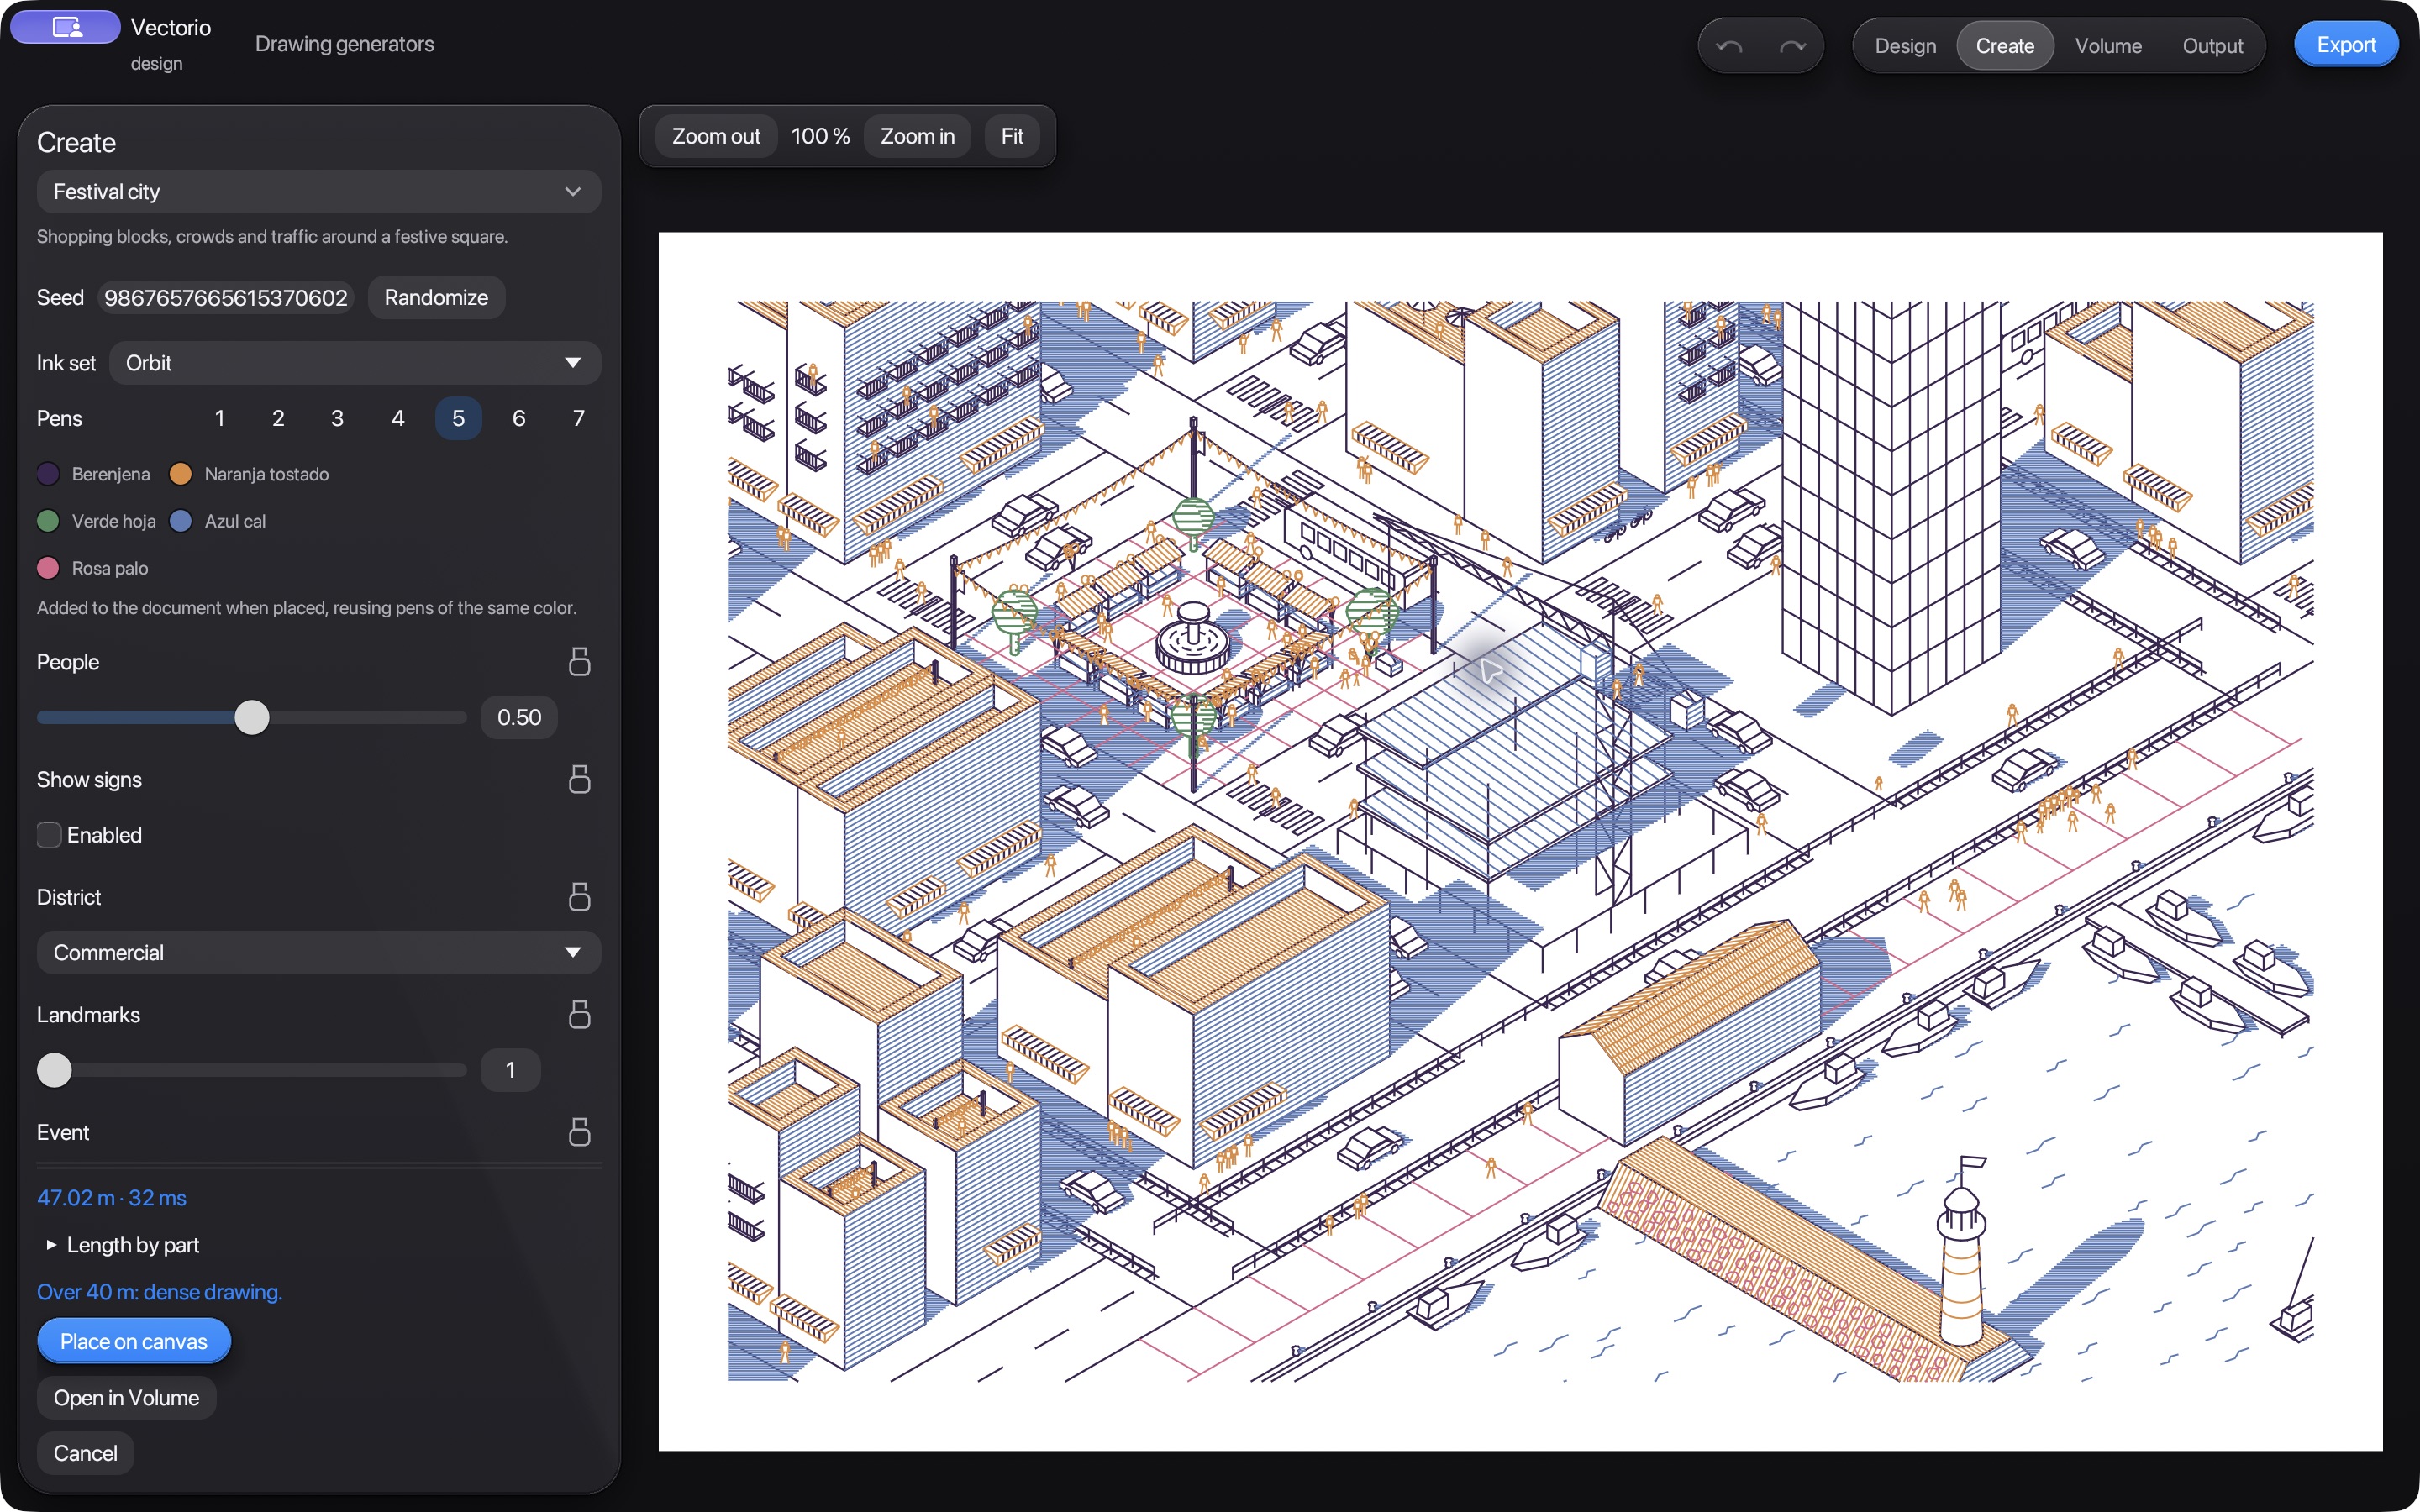 Vectorio
design
Drawing generators
Design Create Volume Output Export
Create
Zoom out 100 % Zoom in Fit
Festival city
Shopping blocks, crowds and traffic around a festive square.
Seed 9867657665615370602 Randomize
Ink set Orbit
Pens 1 2 3 4 5 6 7
Berenjena Naranja tostado
Verde hoja Azul cal
Rosa palo
Added to the document when placed, reusing pens of the same color.
People
0.50
Show signs
Enabled
District
Commercial
Landmarks
1
Event
47.02 m · 32 ms
Length by part
Over 40 m: dense drawing.
Place on canvas
Open in Volume
Cancel